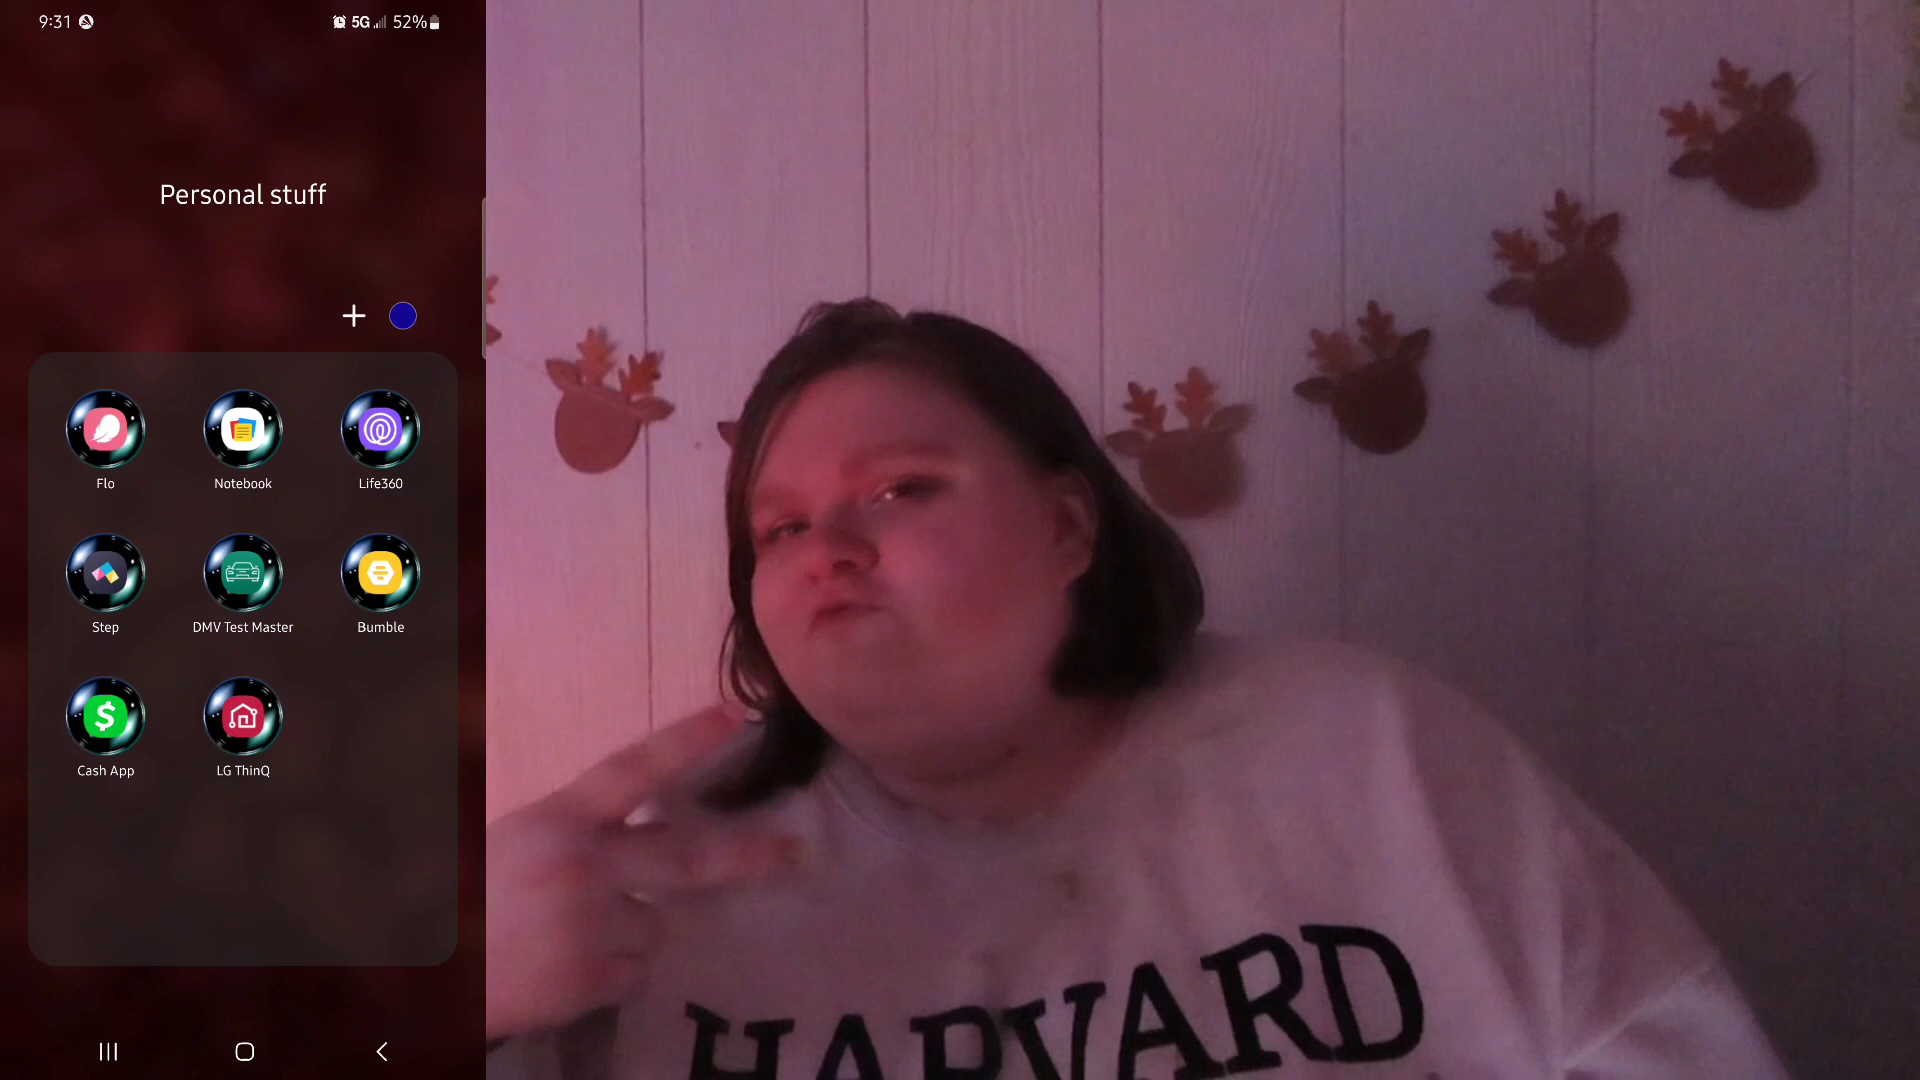 9:31
5G 52%
Personal stuff
Flo
Notebook
Life360
Step
DMV Test Master
Bumble
Cash App
LG ThinQ
HARVARD